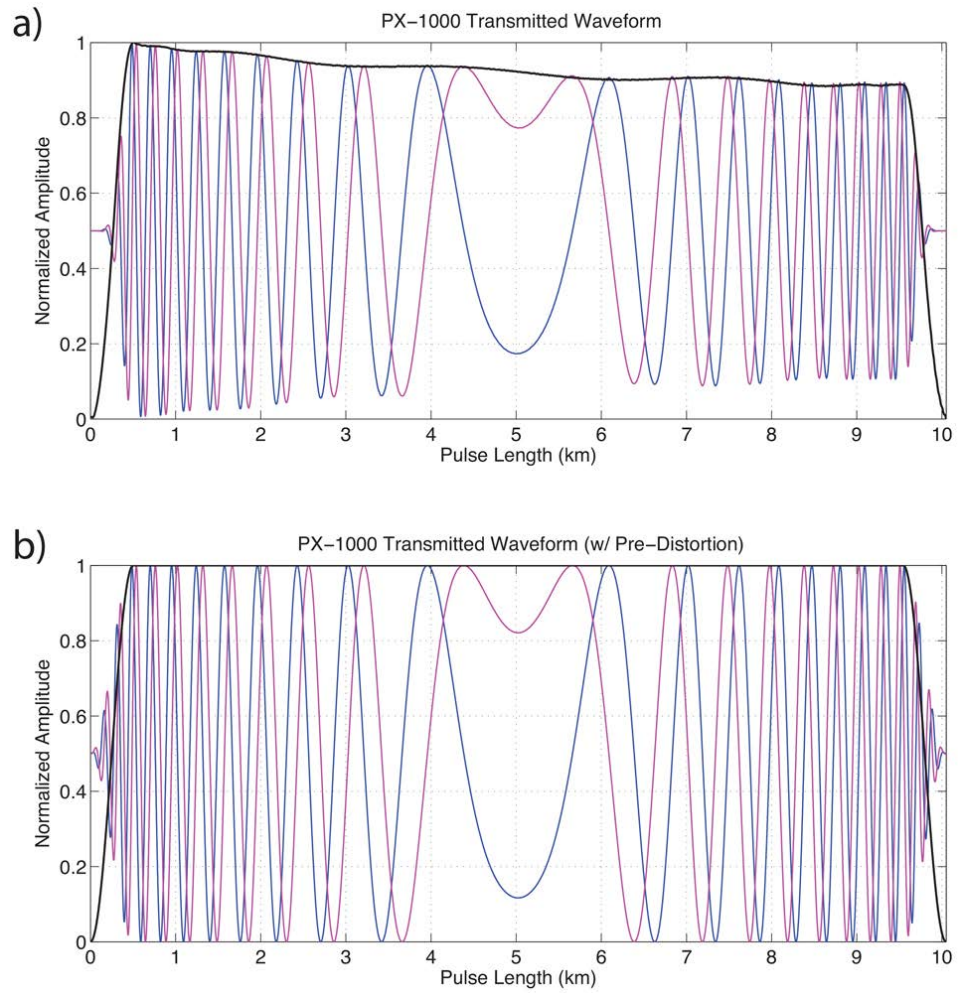 a)
PX−1000 Transmitted Waveform
1
0.8
0.6
0.4
0.2
0
Normalized Amplitude
0 1 2 3 4 5 6 7 8 9 10
Pulse Length (km)
b)
PX−1000 Transmitted Waveform (w/ Pre−Distortion)
1
0.8
0.6
0.4
0.2
0
Normalized Amplitude
0 1 2 3 4 5 6 7 8 9 10
Pulse Length (km)